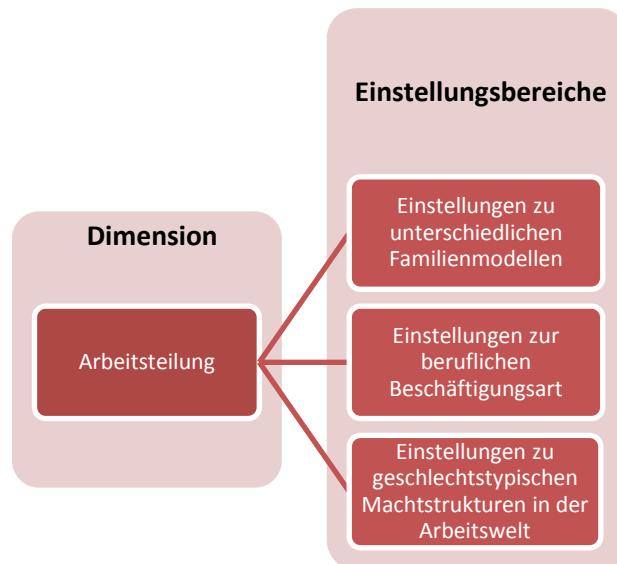 Einstellungsbereiche
Dimension
Arbeitsteilung
Einstellungen zu
unterschiedlichen
Familienmodellen
Einstellungen zur
beruflichen
Beschäftigungsart
Einstellungen zu
geschlechtstypischen
Machtstrukturen in der
Arbeitswelt